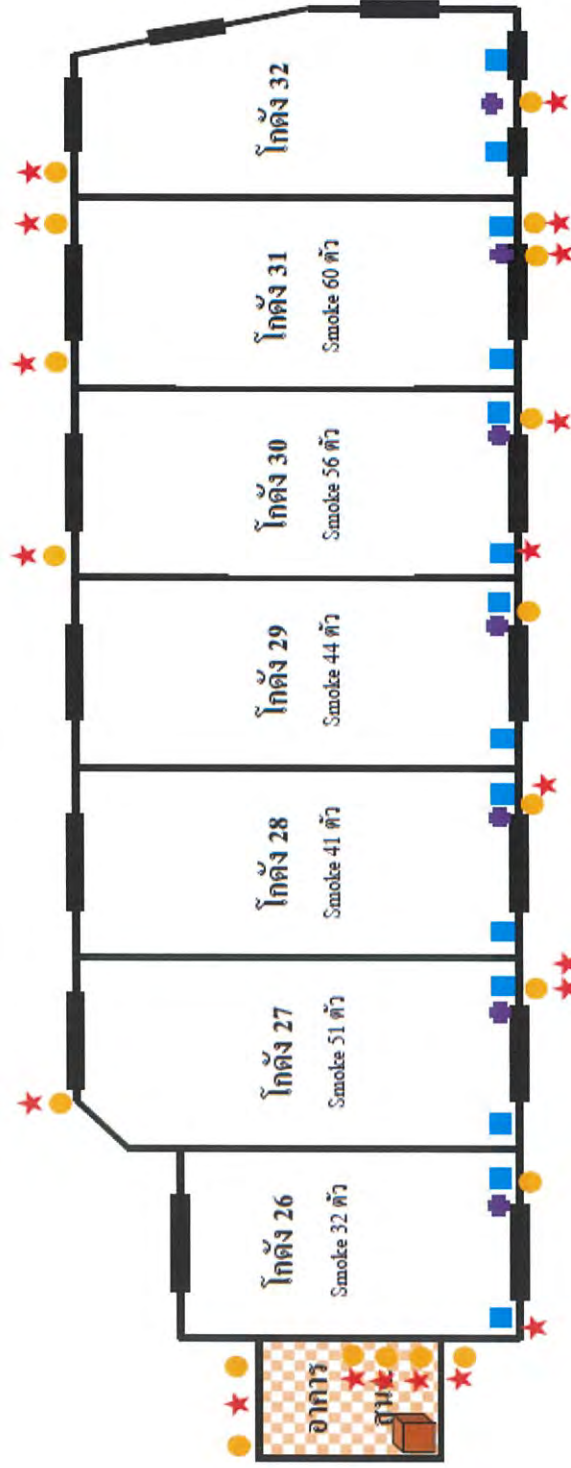 โกดัง 32
โกดัง 31
Smoke 60 ตัว
โกดัง 30
Smoke 56 ตัว
โกดัง 29
Smoke 44 ตัว
โกดัง 28
Smoke 41 ตัว
โกดัง 27
Smoke 51 ตัว
โกดัง 26
Smoke 32 ตัว
อาคาร